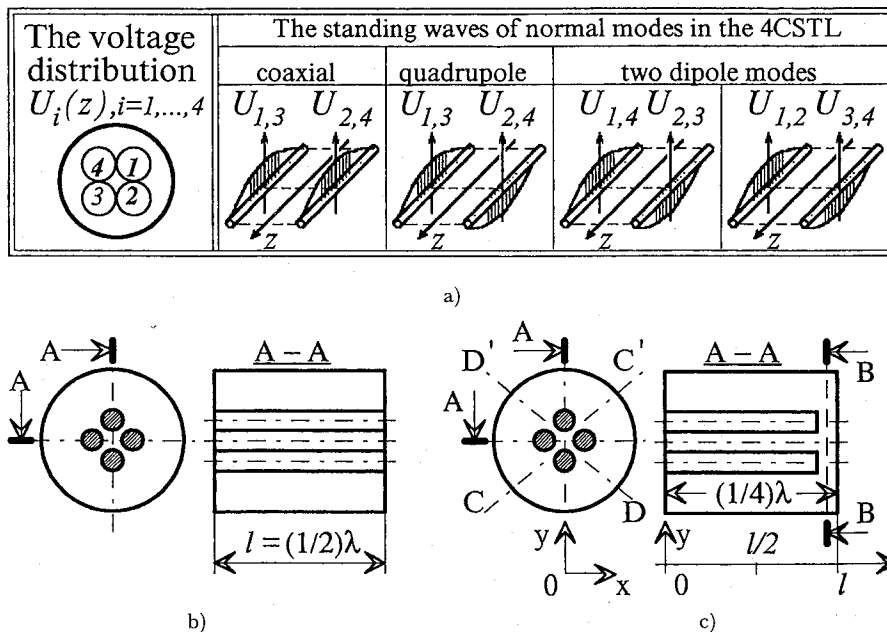 The voltage
distribution
U_i(z), i=1,...,4
4 1
3 2
The standing waves of normal modes in the 4CSTL
coaxial quadrupole two dipole modes
U_1,3 U_2,4 U_1,3 U_2,4 U_1,4 U_2,3 U_1,2 U_3,4
z z z z
a)
A A – A A A – A
D' C' B
A A
C D (1/4)λ B
l = (1/2)λ y y l/2
0 x 0 l
b) c)